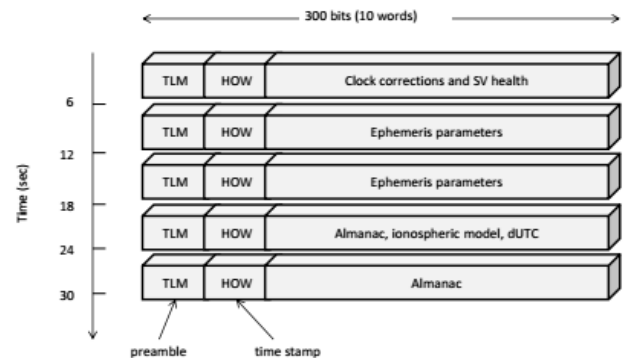 300 bits (10 words)
TLM HOW Clock corrections and SV health
6
TLM HOW Ephemeris parameters
12
TLM HOW Ephemeris parameters
18
TLM HOW Almanac, ionospheric model, dUTC
24
TLM HOW Almanac
30
Time (sec)
preamble time stamp